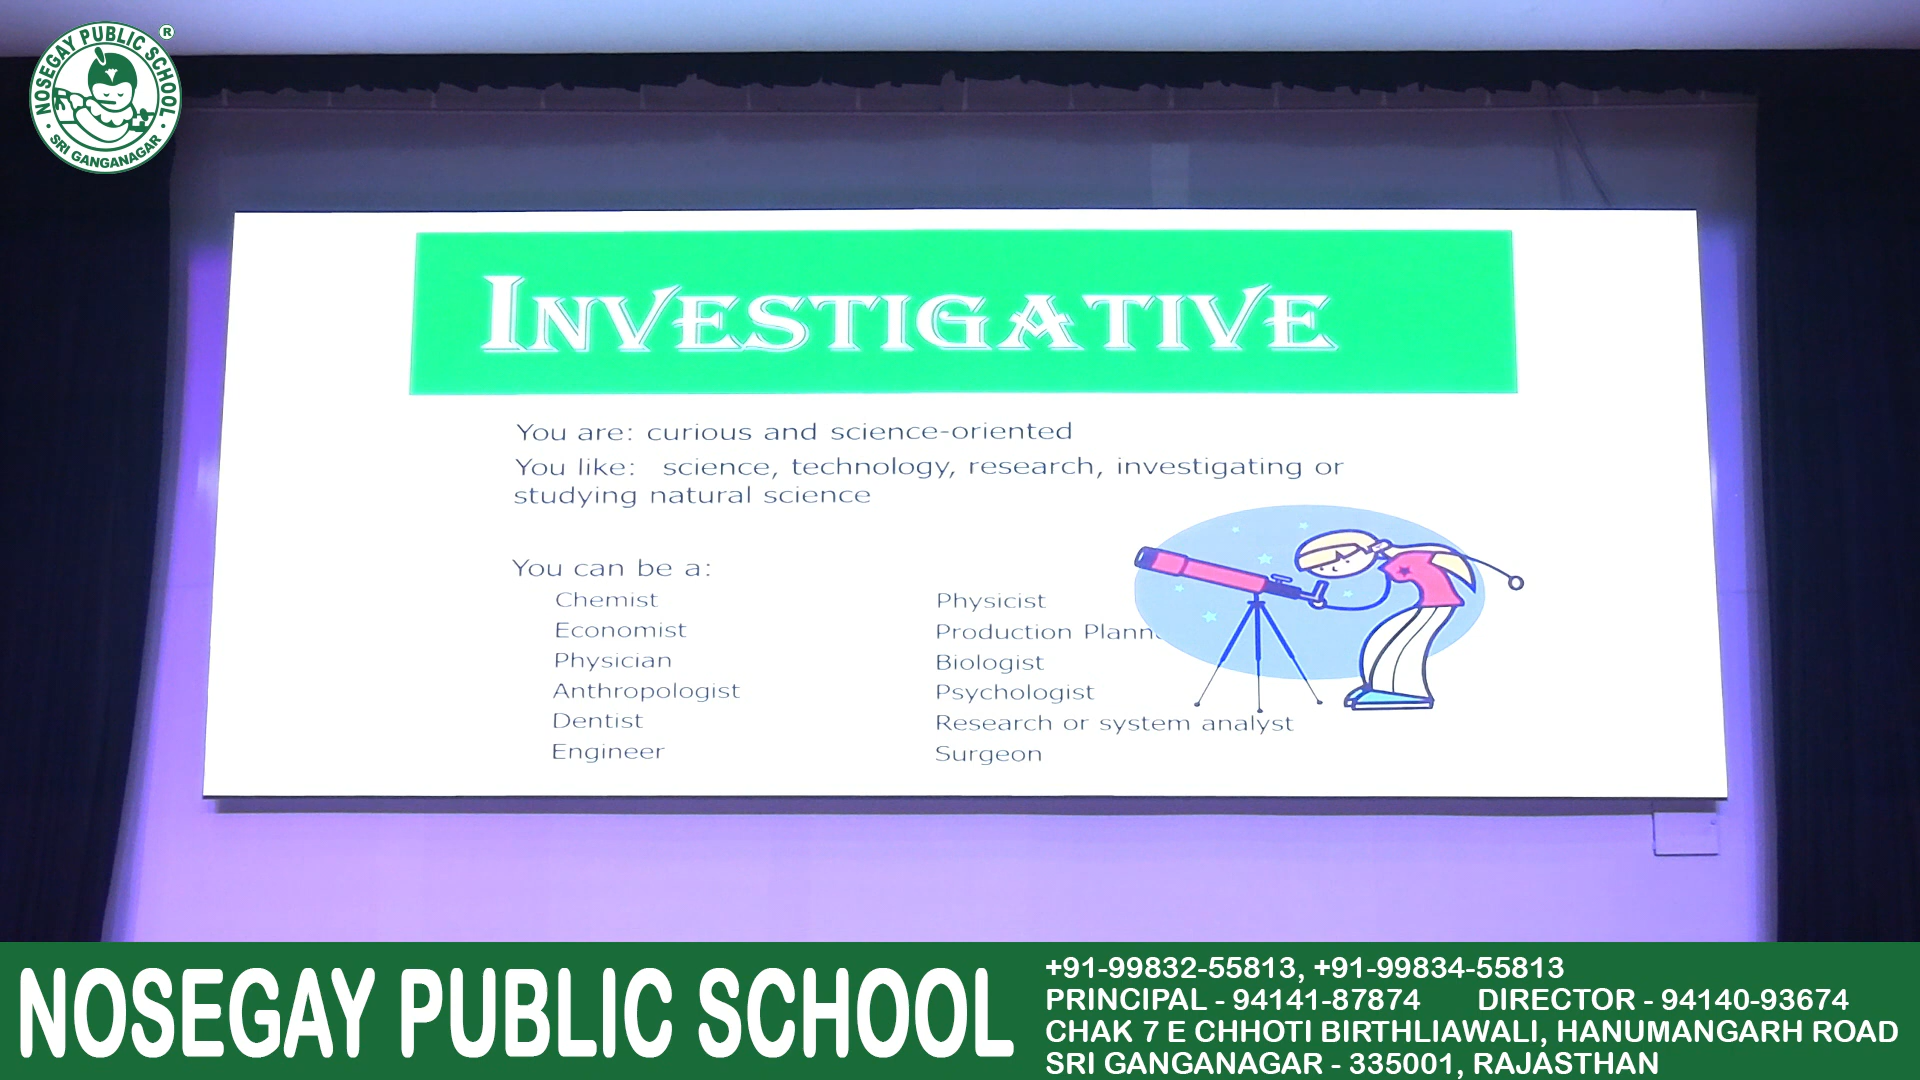 NOSEGAY PUBLIC SCHOOL ®
• SRI GANGANAGAR •
INVESTIGATIVE
You are: curious and science-oriented
You like: science, technology, research, investigating or
studying natural science
You can be a:
Chemist
Economist
Physician
Anthropologist
Dentist
Engineer
Physicist
Production
Biologist
Psychologist
Research or system analyst
Surgeon
NOSEGAY PUBLIC SCHOOL
+91-99832-55813, +91-99834-55813
PRINCIPAL - 94141-87874 DIRECTOR - 94140-93674
CHAK 7 E CHHOTI BIRTHLIAWALI, HANUMANGARH ROAD
SRI GANGANAGAR - 335001, RAJASTHAN